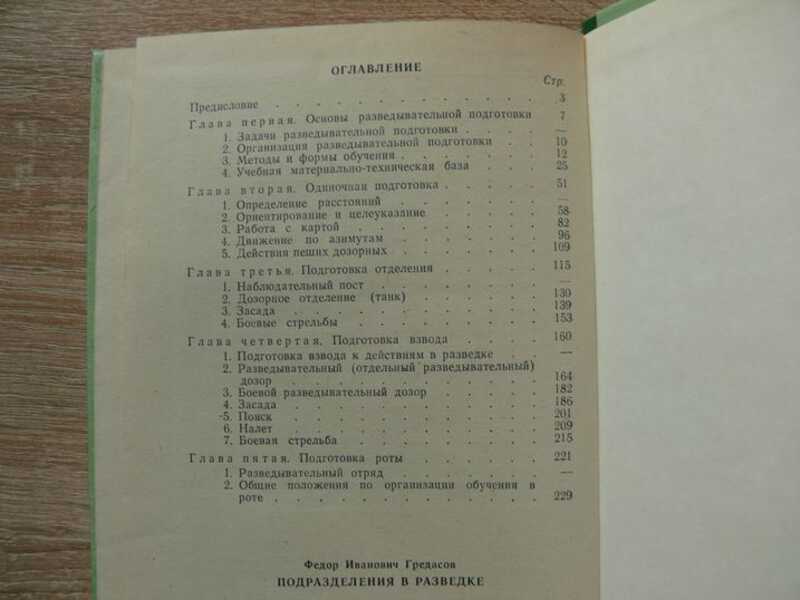 ОГЛАВЛЕНИЕ
Стр.
Предисловие . . . . . . . . . . . . . 3
Глава первая. Основы разведывательной подготовки 7
1. Задачи разведывательной подготовки . . . . —
2. Организация разведывательной подготовки . . 10
3. Методы и формы обучения . . . . . . 12
4. Учебная материально-техническая база . . . 25
Глава вторая. Одиночная подготовка . . . . . 51
1. Определение расстояний . . . . . . . —
2. Ориентирование и целеуказание . . . . . 58
3. Работа с картой . . . . . . . . 82
4. Движение по азимутам . . . . . . . 96
5. Действия пеших дозорных . . . . . . 109
Глава третья. Подготовка отделения . . . . . 115
1. Наблюдательный пост . . . . . . . —
2. Дозорное отделение (танк) . . . . . . 130
3. Засада . . . . . . . . . . . 139
4. Боевые стрельбы . . . . . . . . 153
Глава четвертая. Подготовка взвода . . . . 160
1. Подготовка взвода к действиям в разведке . . —
2. Разведывательный (отдельный разведывательный)
дозор . . . . . . . . . . . 164
3. Боевой разведывательный дозор . . . . . 182
4. Засада . . . . . . . . . . . 186
5. Поиск . . . . . . . . . . . 201
6. Налет . . . . . . . . . . . 209
7. Боевая стрельба . . . . . . . . 215
Глава пятая. Подготовка роты . . . . . . 221
1. Разведывательный отряд . . . . . . . —
2. Общие положения по организации обучения в
роте . . . . . . . . . . . . 229
Федор Иванович Гредасов
ПОДРАЗДЕЛЕНИЯ В РАЗВЕДКЕ